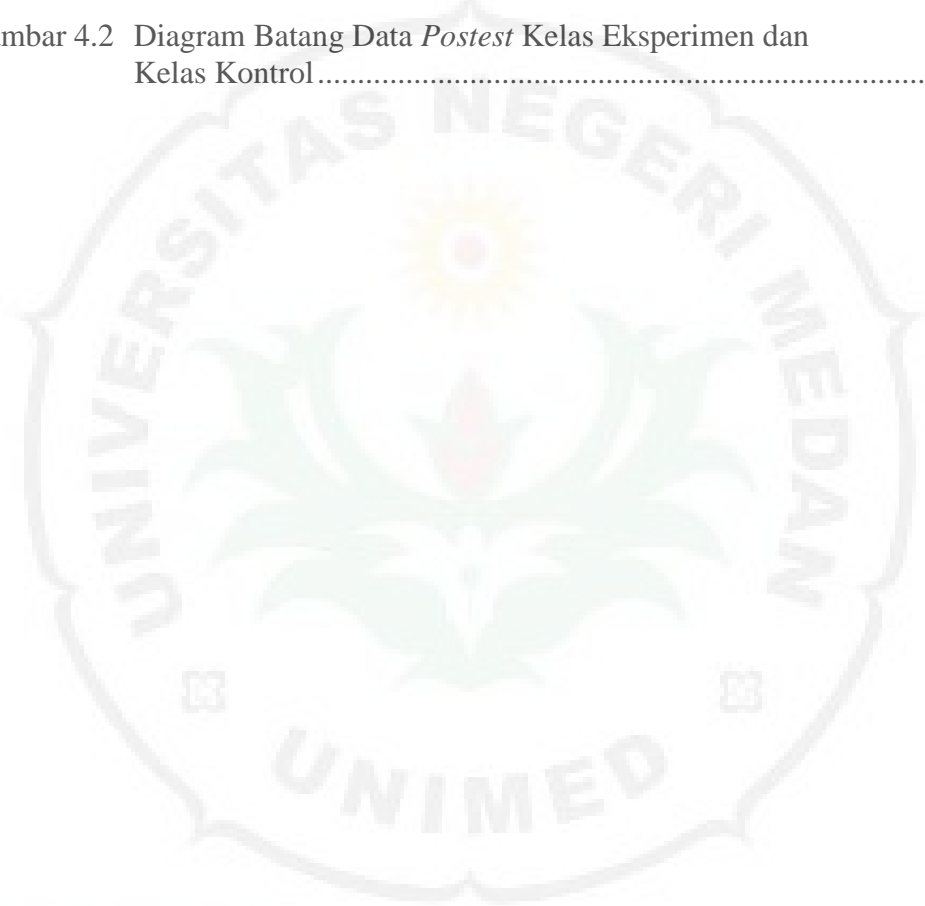 mbar 4.2 Diagram Batang Data Postest Kelas Eksperimen dan
Kelas Kontrol............................................................................
UNIVERSITAS NEGERI MEDAN
UNIMED